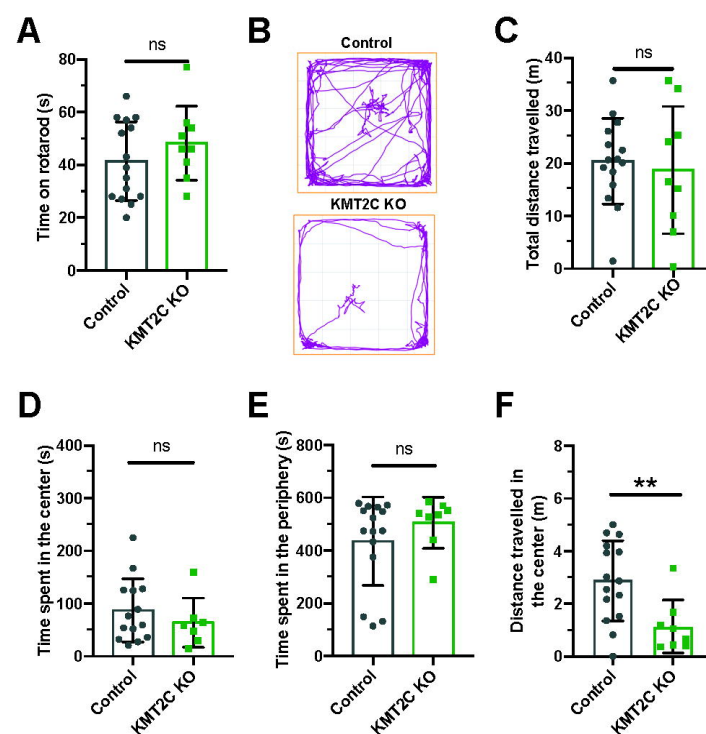 A
Time on rotarod (s)
80
60
40
20
0
ns
Control
KMT2C KO
B
Control
KMT2C KO
C
Total distance travelled (m)
40
30
20
10
0
ns
Control
KMT2C KO
D
Time spent in the center (s)
400
300
200
100
0
ns
Control
KMT2C KO
E
Time spent in the periphery (s)
800
600
400
200
0
ns
Control
KMT2C KO
F
Distance travelled in
the center (m)
8
6
4
2
0
**
Control
KMT2C KO